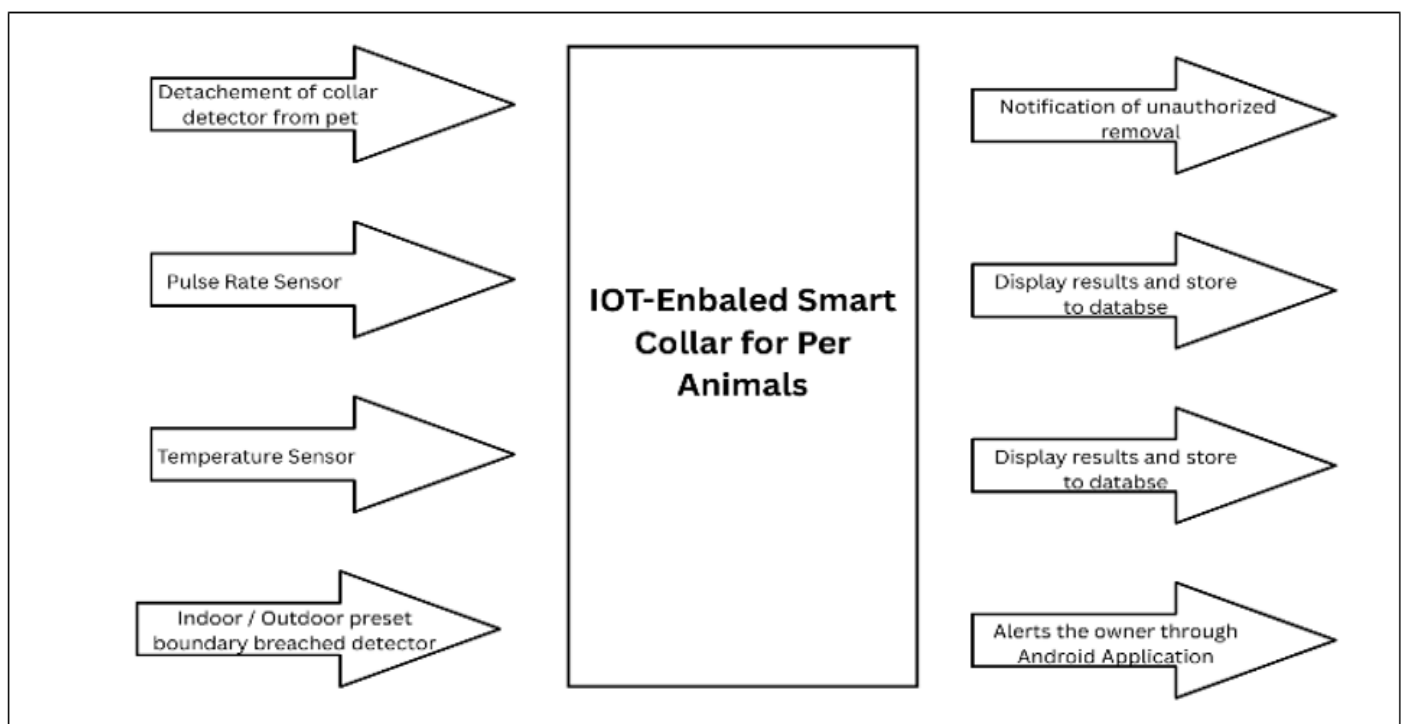 Detachement of collar
detector from pet
Pulse Rate Sensor
Temperature Sensor
Indoor / Outdoor preset
boundary breached detector
IOT-Enbaled Smart
Collar for Per
Animals
Notification of unauthorized
removal
Display results and store
to databse
Display results and store
to databse
Alerts the owner through
Android Application